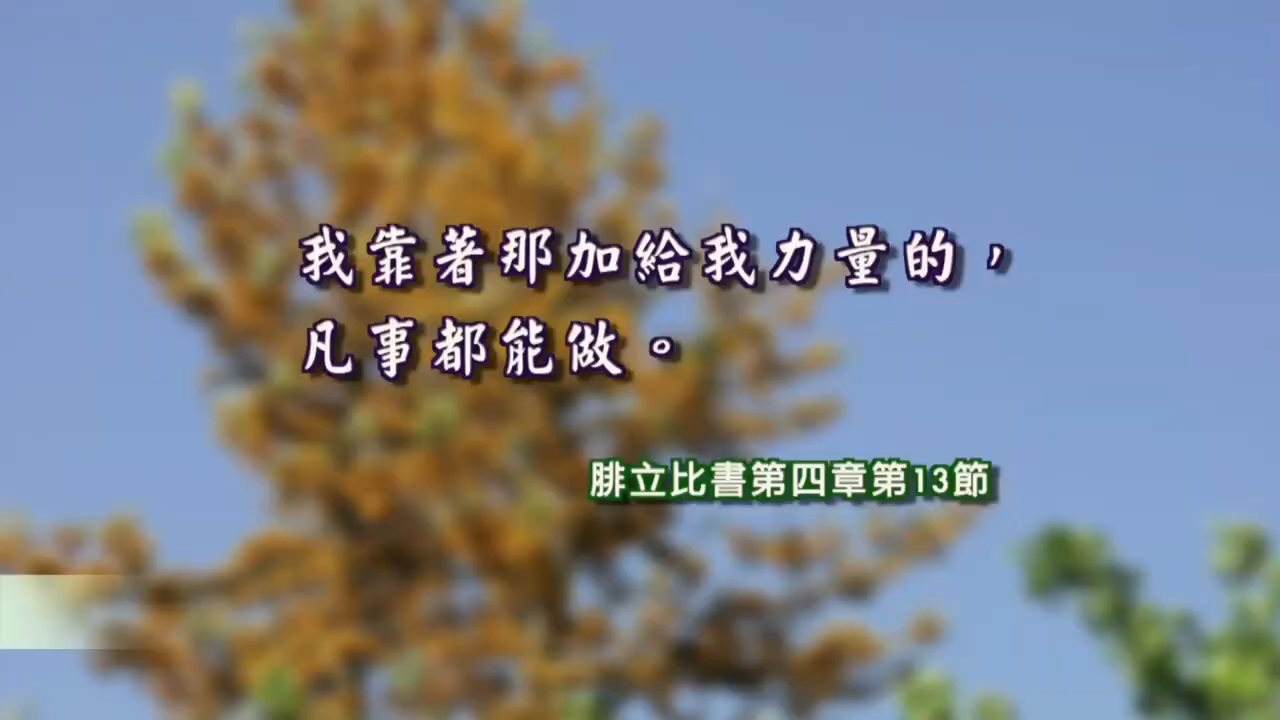 我靠著那加給我力量的，
凡事都能做。
腓立比書第四章第13節